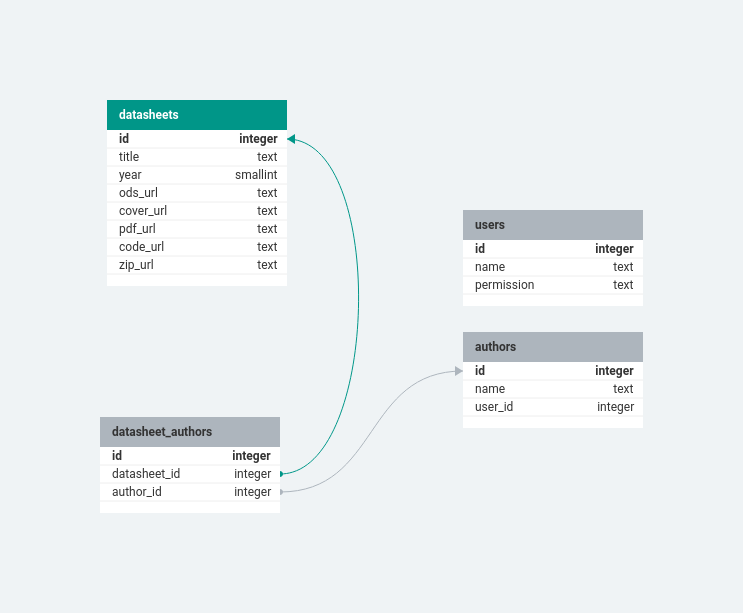 datasheets
id integer
title text
year smallint
ods_url text
cover_url text
pdf_url text
code_url text
zip_url text
users
id integer
name text
permission text
authors
id integer
name text
user_id integer
datasheet_authors
id integer
datasheet_id integer
author_id integer